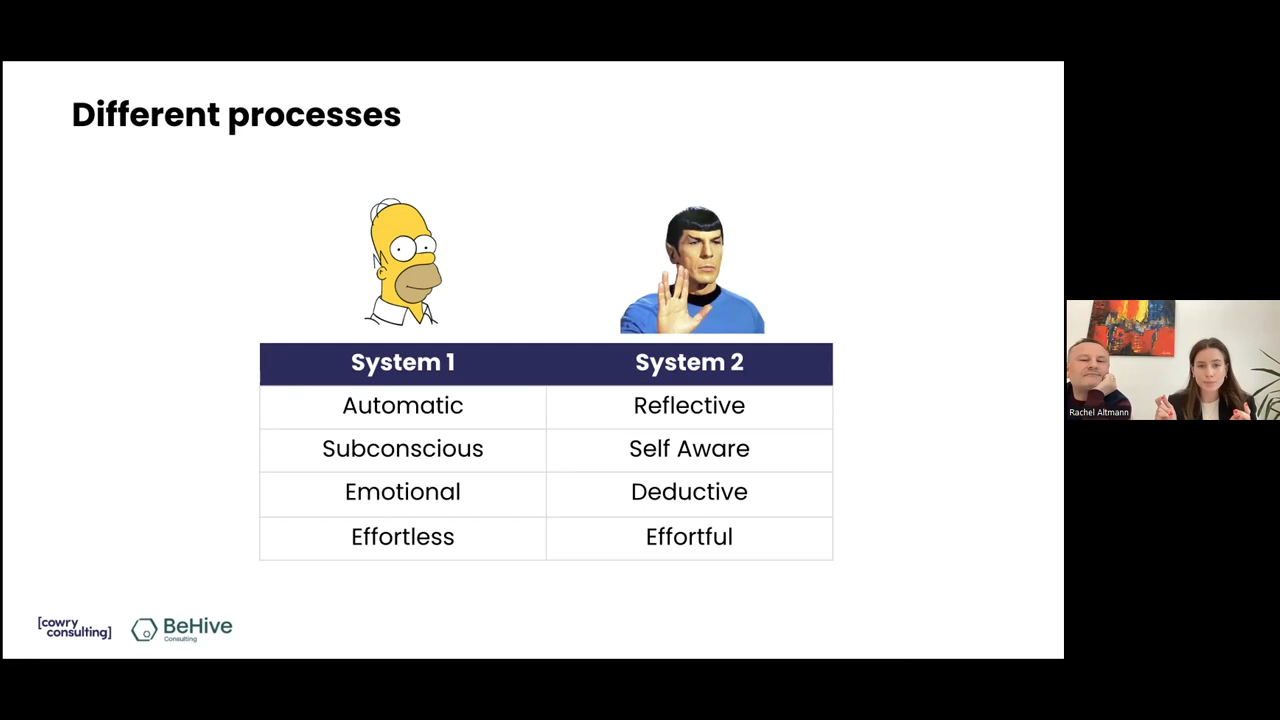 Different processes
System 1 System 2
Automatic Reflective
Subconscious Self Aware
Emotional Deductive
Effortless Effortful
[cowry
consulting]
BeHive
Consulting
Rachel Altmann